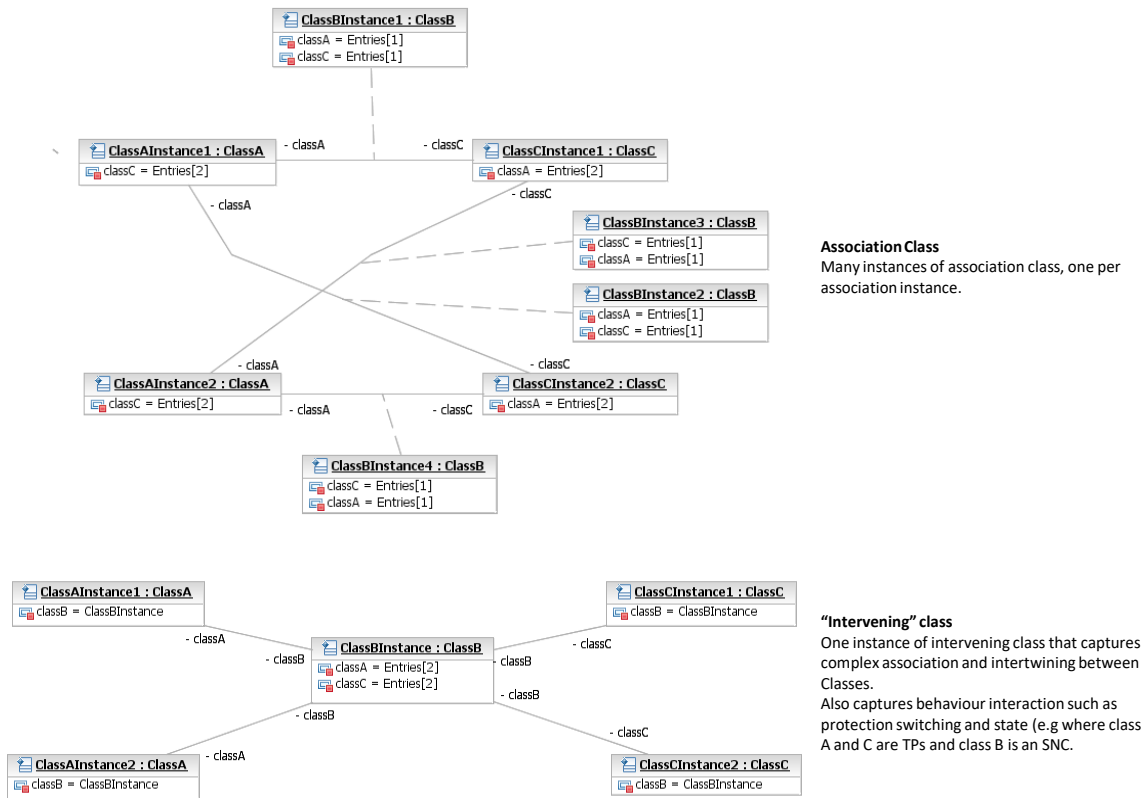 ClassBInstance1 : ClassB
classA = Entries[1]
classC = Entries[1]
- classA
- classC
ClassAInstance1 : ClassA
classC = Entries[2]
ClassCInstance1 : ClassC
classA = Entries[2]
- classA
- classC
ClassBInstance3 : ClassB
classC = Entries[1]
classA = Entries[1]
Association Class
Many instances of association class, one per
association instance.
ClassBInstance2 : ClassB
classA = Entries[1]
classC = Entries[1]
- classA
- classC
ClassAInstance2 : ClassA
classC = Entries[2]
ClassCInstance2 : ClassC
classA = Entries[2]
- classA
- classC
ClassBInstance4 : ClassB
classC = Entries[1]
classA = Entries[1]
ClassAInstance1 : ClassA
classB = ClassBInstance
ClassCInstance1 : ClassC
classB = ClassBInstance
- classA
- classB
ClassBInstance : ClassB
classA = Entries[2]
classC = Entries[2]
- classC
- classB
- classB
- classB
- classA
- classC
ClassAInstance2 : ClassA
classB = ClassBInstance
ClassCInstance2 : ClassC
classB = ClassBInstance
“Intervening” class
One instance of intervening class that captures
complex association and intertwining between
Classes.
Also captures behaviour interaction such as
protection switching and state (e.g where class
A and C are TPs and class B is an SNC.